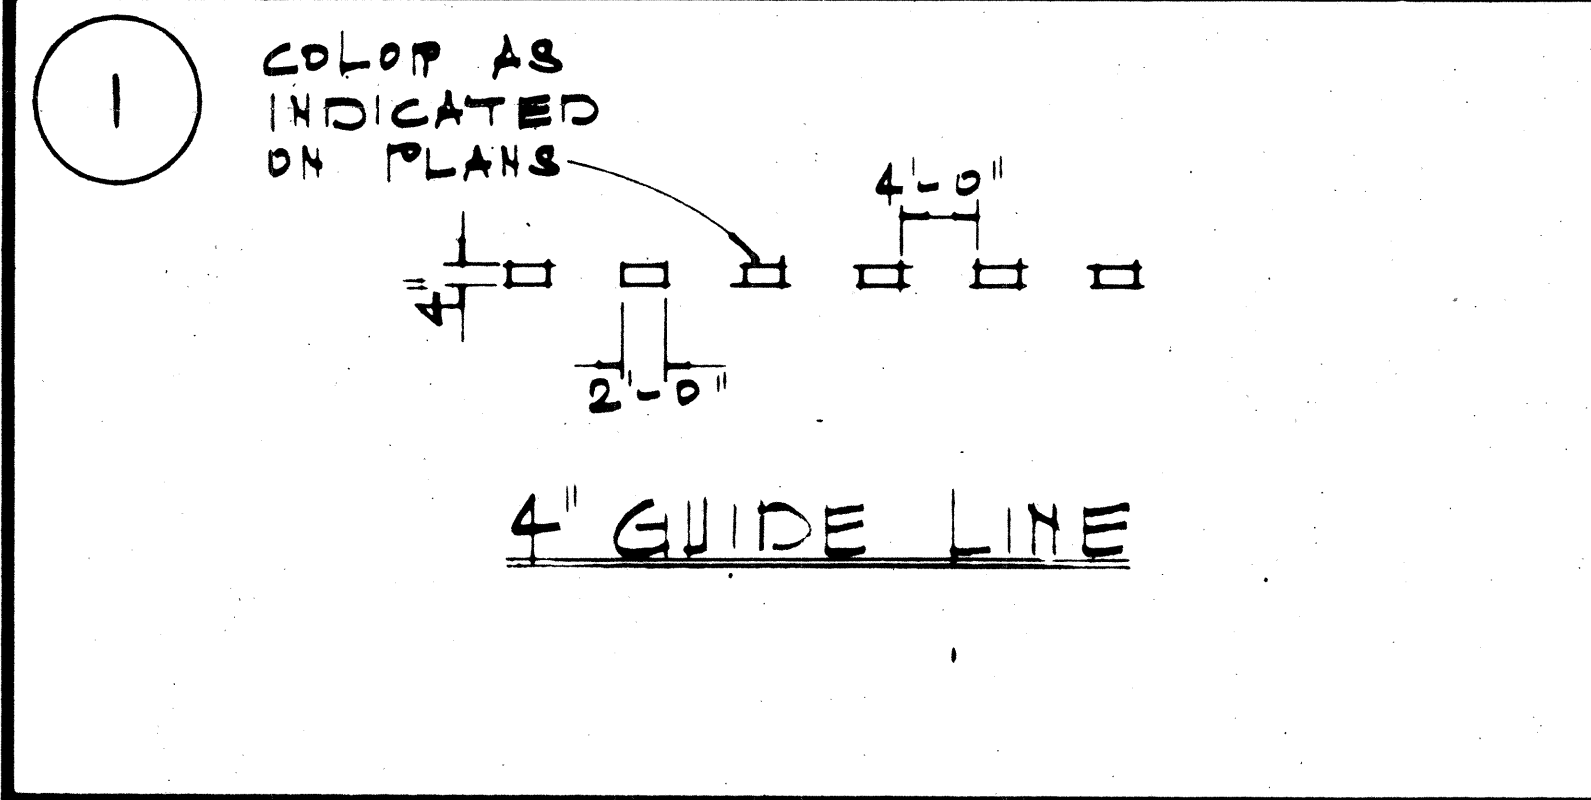 1
COLOR AS
INDICATED
ON PLANS
4'-0"
4"
2'-0"
4" GUIDE LINE